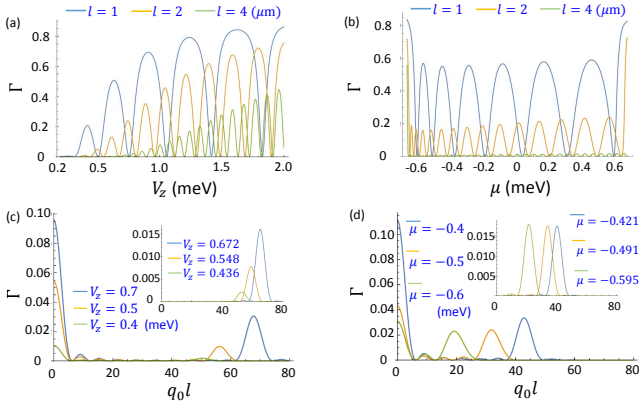 l = 1 l = 2 l = 4 (μm)
(a)
Γ
0.8
0.6
0.4
0.2
0
0.2 0.5 1.0 1.5 2.0
V_z (meV)
l = 1 l = 2 l = 4 (μm)
(b)
Γ
0.8
0.6
0.4
0.2
0
-0.6 -0.4 -0.2 0 0.2 0.4 0.6
μ (meV)
(c)
Γ
0.10
0.08
0.06
0.04
0.02
0
0 20 40 60 80
q_0l
V_z = 0.7
V_z = 0.5
V_z = 0.4 (meV)
0.015
0.010
0.005
0
0 40 80
V_z = 0.672
V_z = 0.548
V_z = 0.436
(d)
Γ
0.12
0.10
0.08
0.06
0.04
0.02
0
0 20 40 60 80
q_0l
μ = −0.4
μ = −0.5
μ = −0.6
(meV)
0.015
0.010
0.005
0
0 40 80
μ = −0.421
μ = −0.491
μ = −0.595